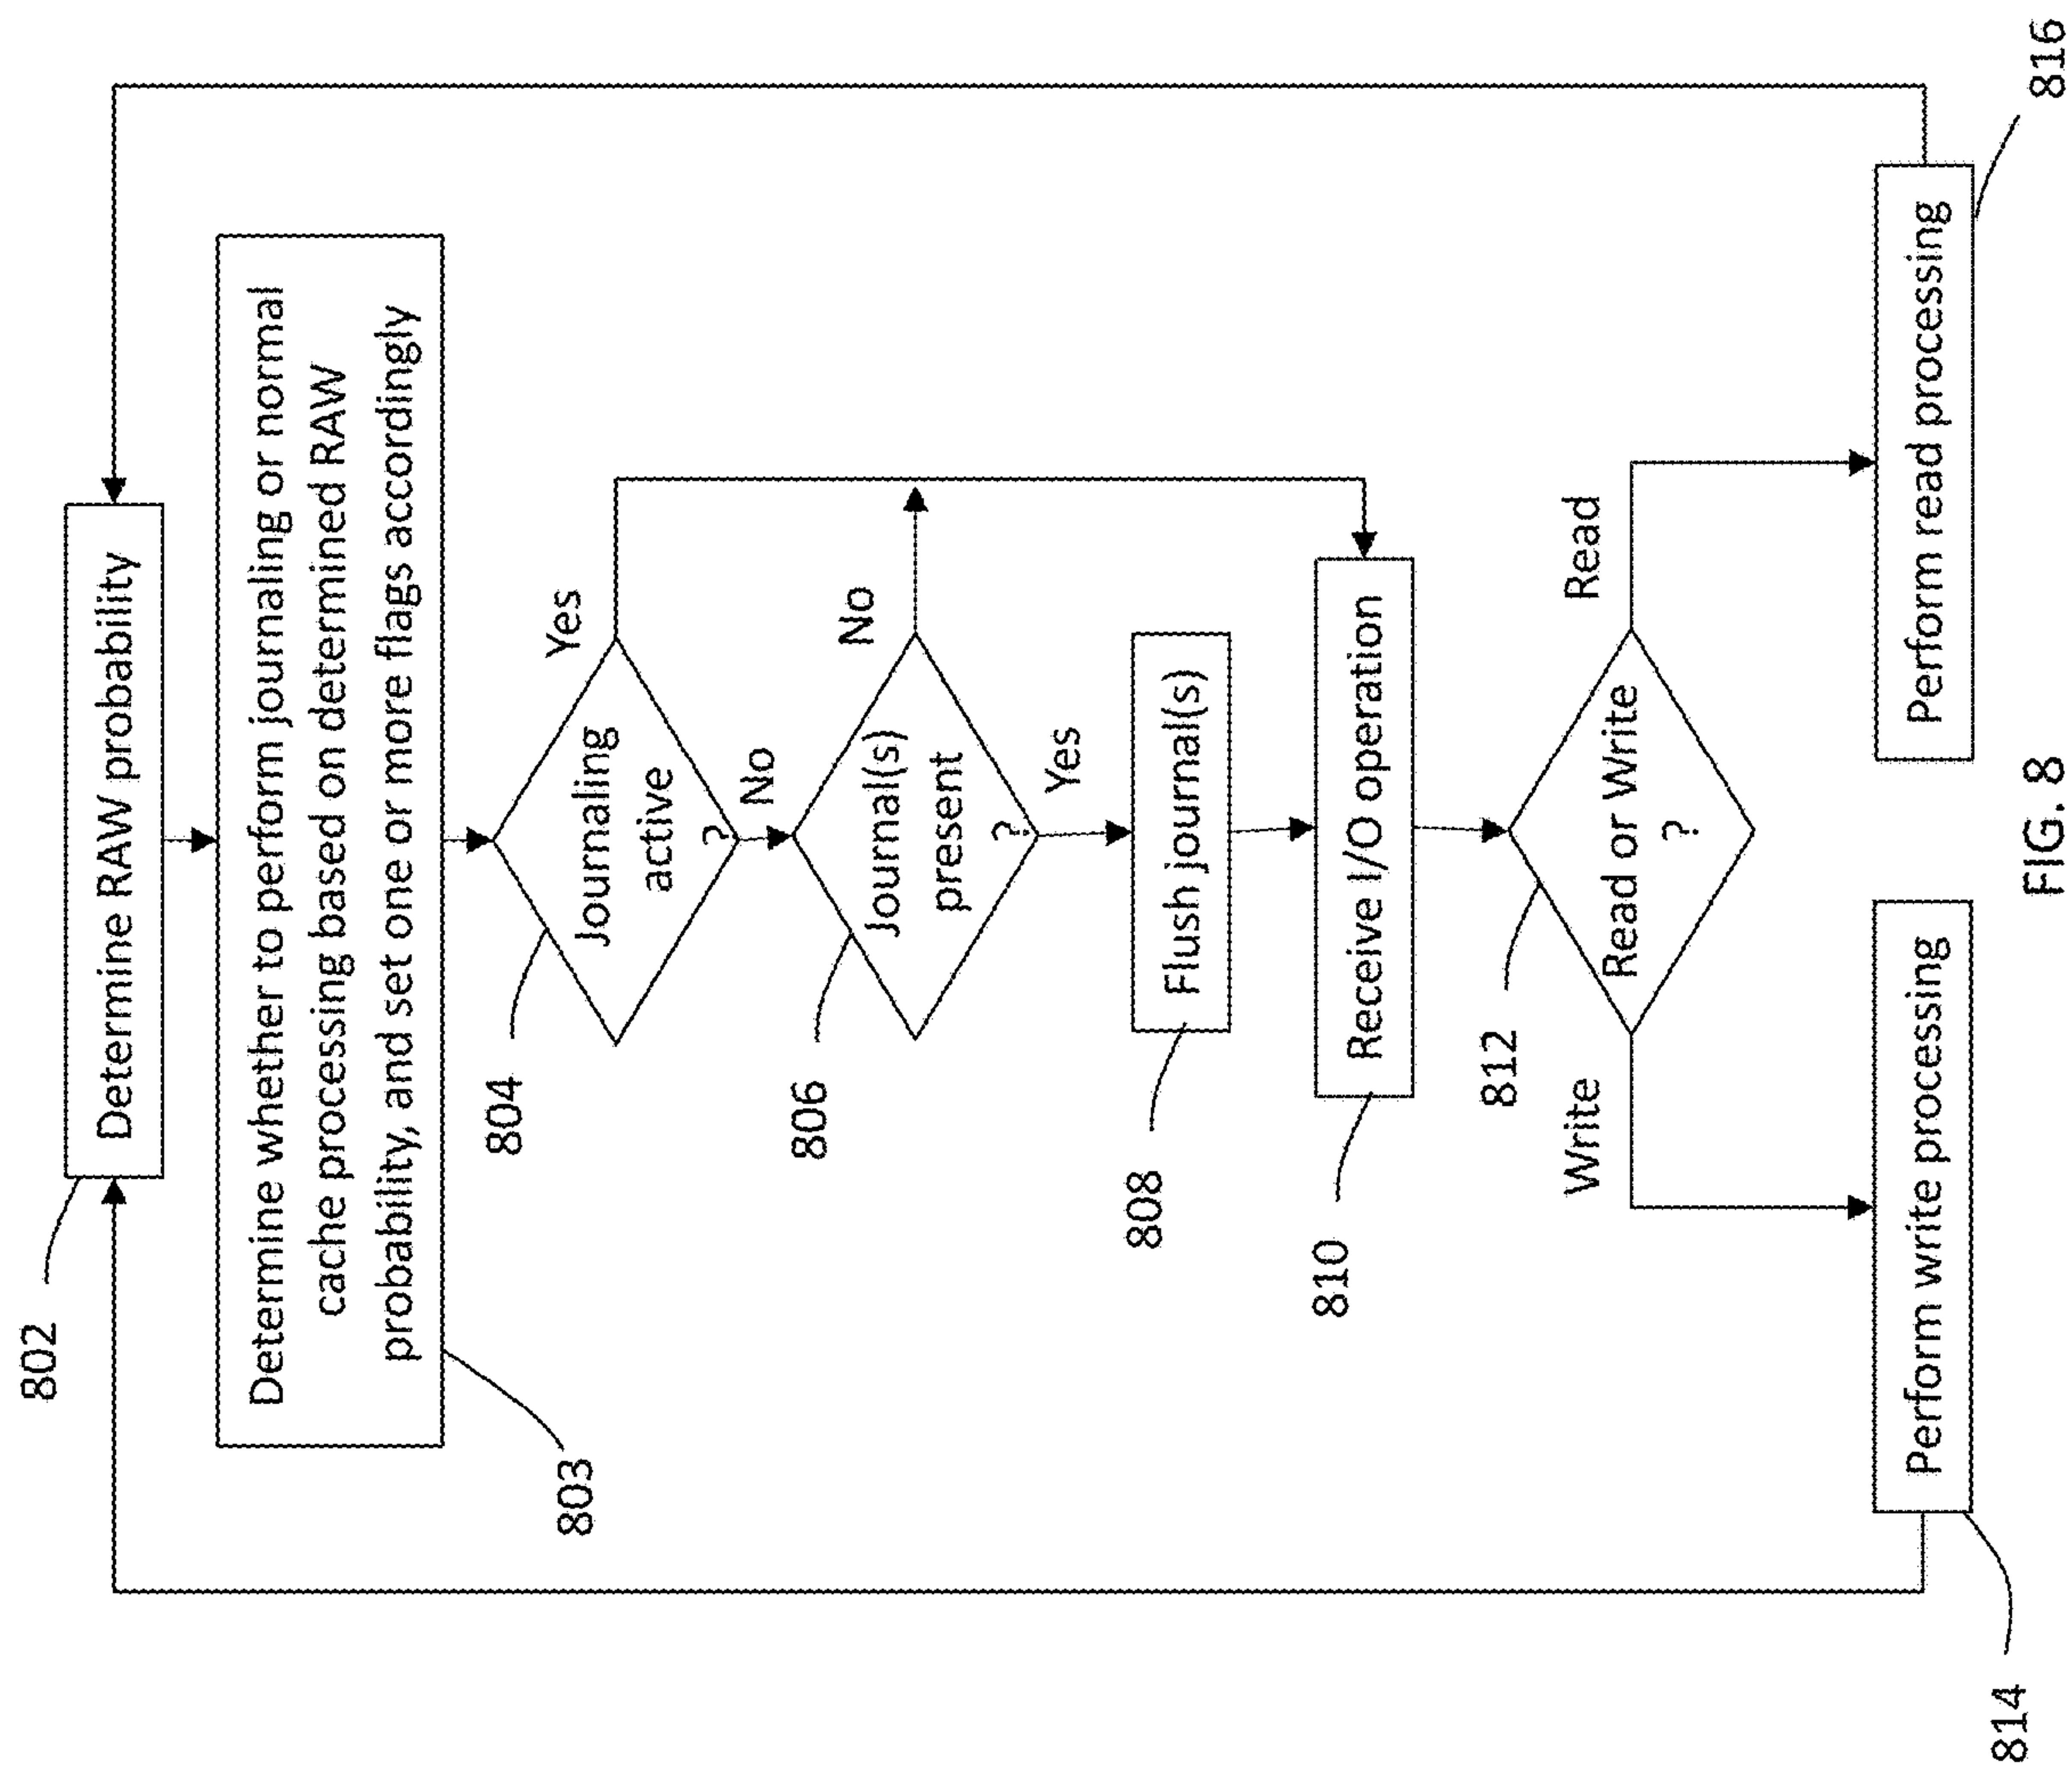 802
Determine RAW probability
Determine whether to perform journaling or normal
cache processing based on determined RAW
probability, and set one or more flags accordingly
803
804
Journaling
active
?
Yes
No
806
Journal(s)
present
?
No
Yes
808
Flush journal(s)
810
Receive I/O operation
812
Read or Write
?
Write
Read
Perform write processing
Perform read processing
814
816
FIG. 8